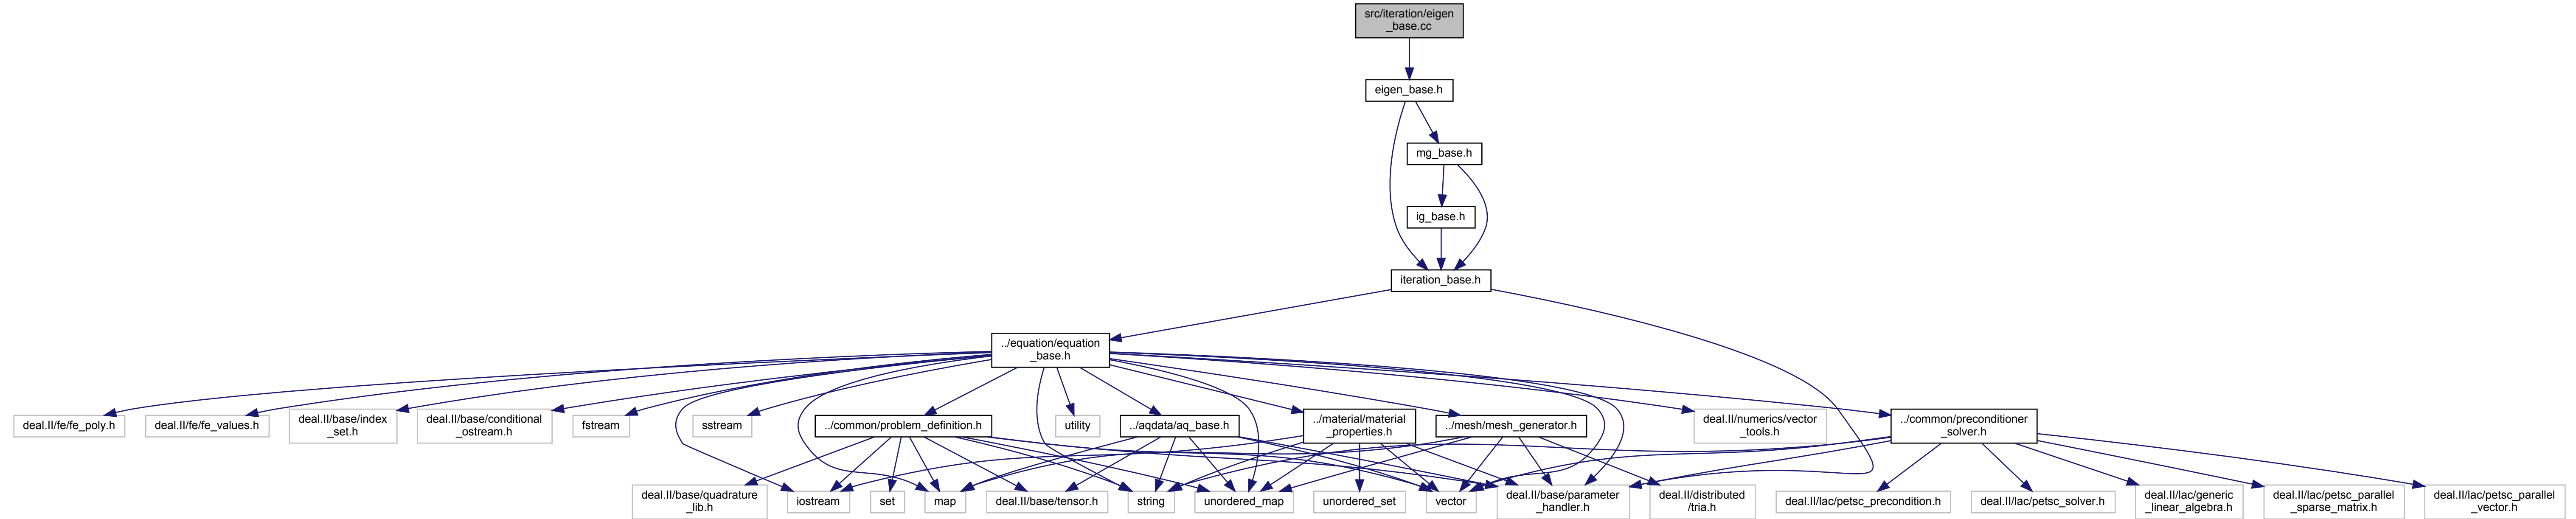 src/iteration/eigen
_base.cc
eigen_base.h
mg_base.h
ig_base.h
iteration_base.h
../equation/equation
_base.h
deal.II/fe/fe_poly.h
deal.II/fe/fe_values.h
deal.II/base/index
_set.h
deal.II/base/conditional
_ostream.h
fstream
sstream
../common/problem_definition.h
utility
../aqdata/aq_base.h
../material/material
_properties.h
../mesh/mesh_generator.h
deal.II/numerics/vector
_tools.h
../common/preconditioner
_solver.h
deal.II/base/quadrature
_lib.h
iostream
set
map
deal.II/base/tensor.h
string
unordered_map
unordered_set
vector
deal.II/base/parameter
_handler.h
deal.II/distributed
/tria.h
deal.II/lac/petsc_precondition.h
deal.II/lac/petsc_solver.h
deal.II/lac/generic
_linear_algebra.h
deal.II/lac/petsc_parallel
_sparse_matrix.h
deal.II/lac/petsc_parallel
_vector.h